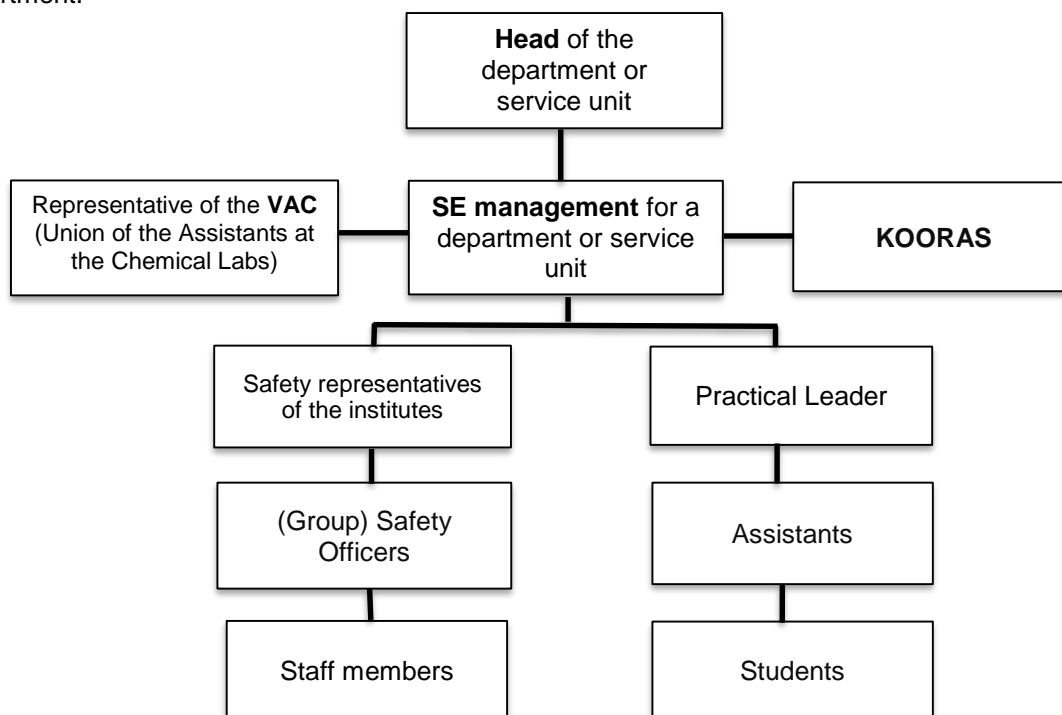 rtment.
Head of the
department or
service unit
Representative of the VAC
(Union of the Assistants at
the Chemical Labs)
SE management for a
department or service
unit
KOORAS
Safety representatives
of the institutes
Practical Leader
(Group) Safety
Officers
Assistants
Staff members
Students